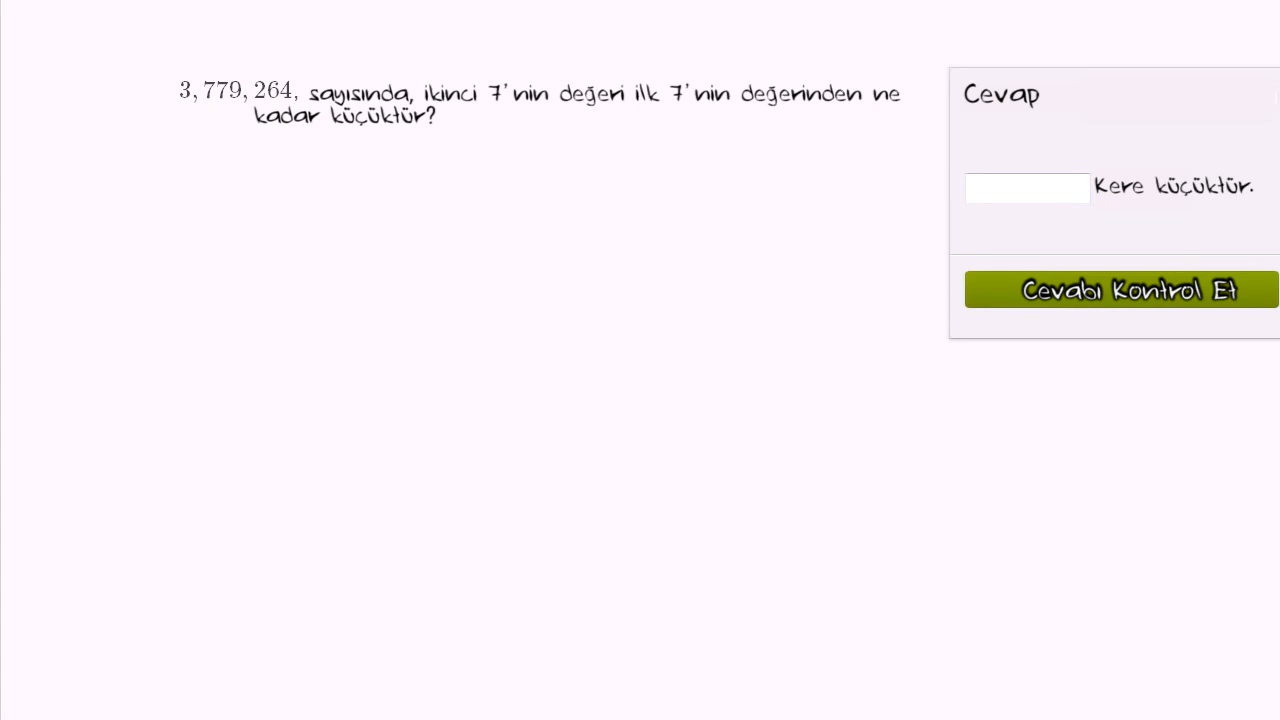 3, 779, 264, sayısında, ikinci 7'nin değeri ilk 7'nin değerinden ne
kadar küçüktür?
Cevap
Kere küçüktür.
Cevabı Kontrol Et